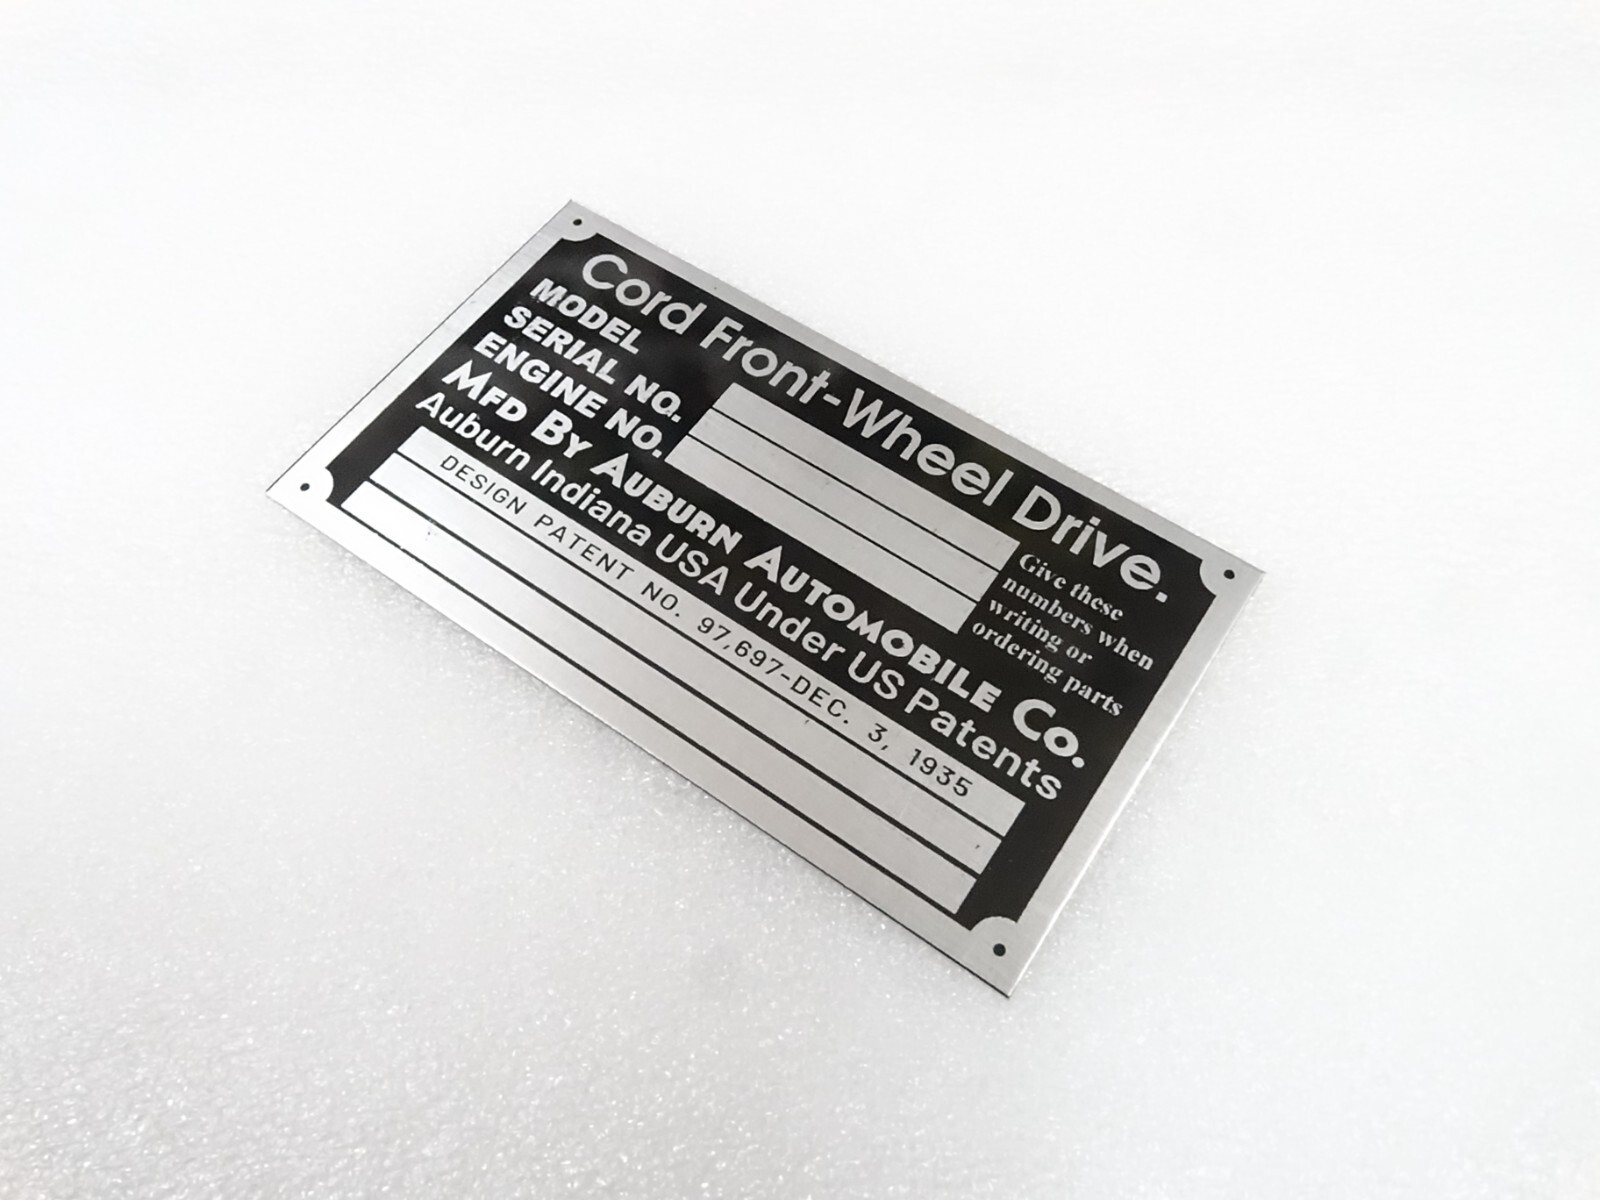 Cord Front-Wheel Drive.
MODEL
SERIAL NO.
ENGINE NO.
Give these
numbers when
writing or
ordering parts
MFD BY AUBURN AUTOMOBILE CO.
Auburn Indiana USA Under US Patents
DESIGN PATENT NO. 97,697-DEC. 3, 1935